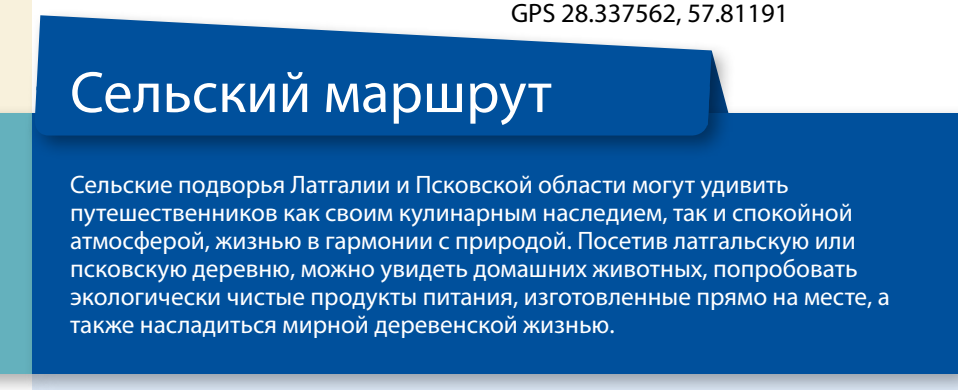 GPS 28.337562, 57.81191
Сельский маршрут
Сельские подворья Латгалии и Псковской области могут удивить
путешественников как своим кулинарным наследием, так и спокойной
атмосферой, жизнью в гармонии с природой. Посетив латгальскую или
псковскую деревню, можно увидеть домашних животных, попробовать
экологически чистые продукты питания, изготовленные прямо на месте, а
также насладиться мирной деревенской жизнью.